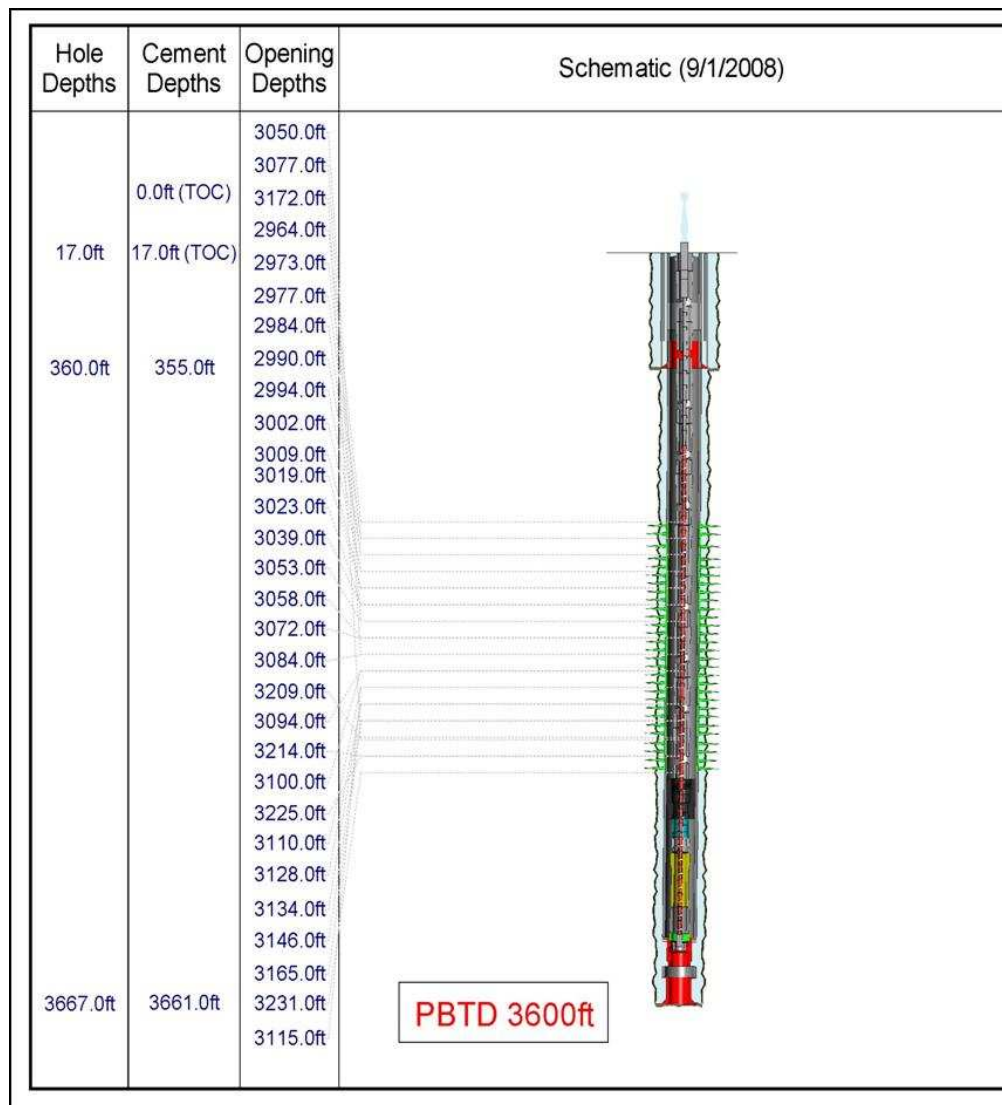 Hole Depths
Cement Depths
Opening Depths
Schematic (9/1/2008)
3050.0ft
3077.0ft
0.0ft (TOC)
3172.0ft
2964.0ft
17.0ft
17.0ft (TOC)
2973.0ft
2977.0ft
2984.0ft
360.0ft
355.0ft
2990.0ft
2994.0ft
3002.0ft
3009.0ft
3019.0ft
3023.0ft
3039.0ft
3053.0ft
3058.0ft
3072.0ft
3084.0ft
3209.0ft
3094.0ft
3214.0ft
3100.0ft
3225.0ft
3110.0ft
3128.0ft
3134.0ft
3146.0ft
3165.0ft
3667.0ft
3661.0ft
3231.0ft
PBTD 3600ft
3115.0ft